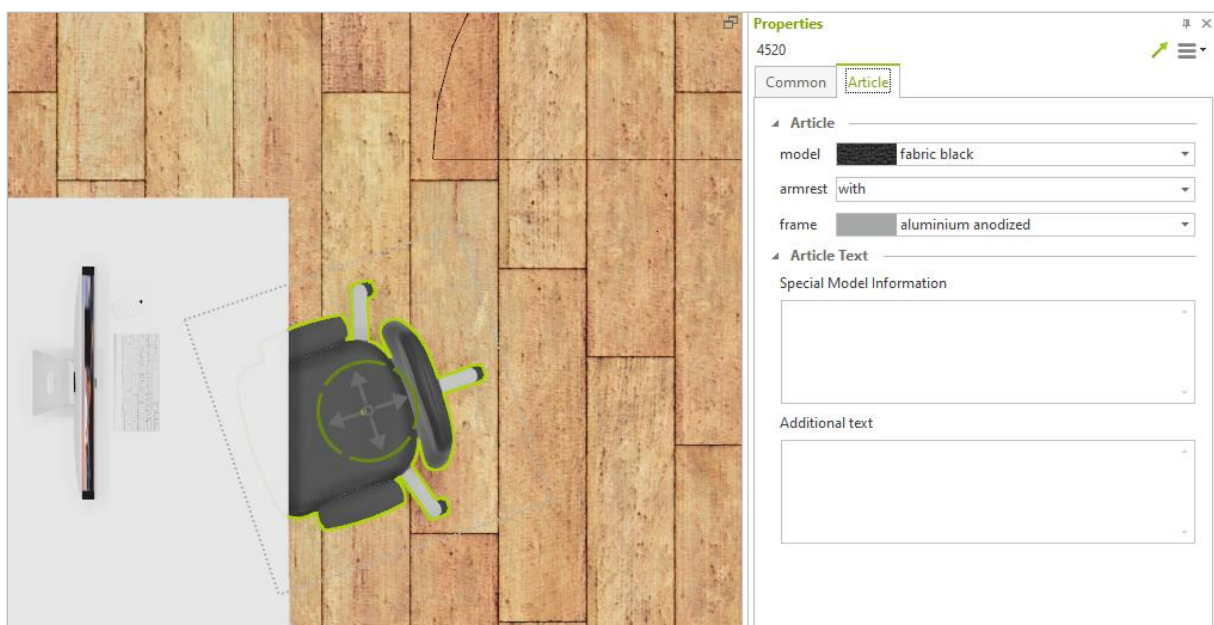 Properties
4520
Common Article
Article
model fabric black
armrest with
frame aluminium anodized
Article Text
Special Model Information
Additional text